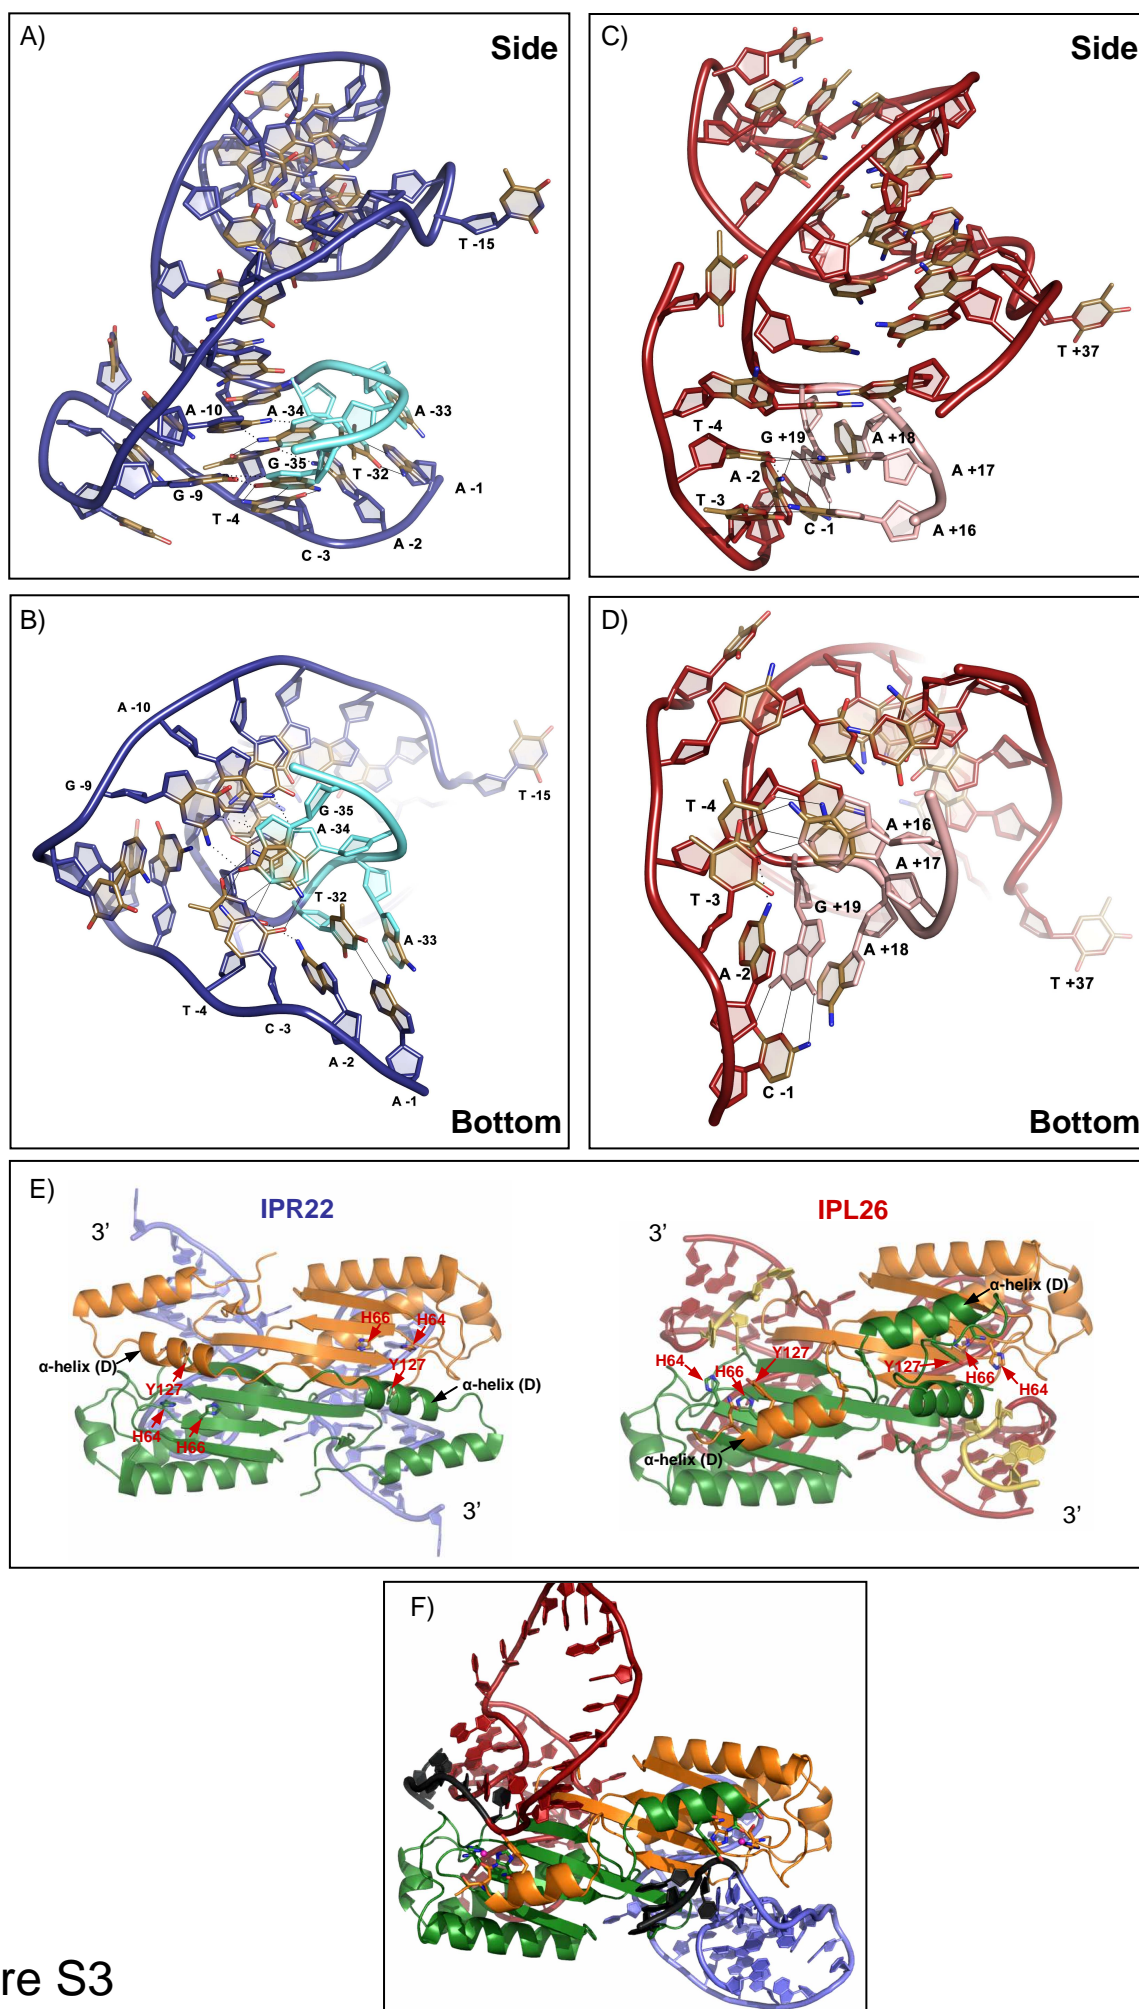 A)
Side
T -15
A -10
A -34
A -33
G -35
T -32
G -9
A -1
T -4
A -2
C -3
C)
Side
T +37
T -4
G +19
A +18
A -2
A +17
T -3
C -1
A +16
B)
A -10
G -9
T -15
G -35
A -34
T -32
A -33
T -4
C -3
A -2
A -1
Bottom
D)
T -4
A +16
A +17
T -3
G +19
A +18
A -2
T +37
C -1
Bottom
E)
IPR22
3’
H66
H64
α-helix (D)
Y127
Y127
α-helix (D)
H64
H66
3’
IPL26
3’
α-helix (D)
H64
H66
Y127
Y127
H66
H64
α-helix (D)
3’
F)
re S3